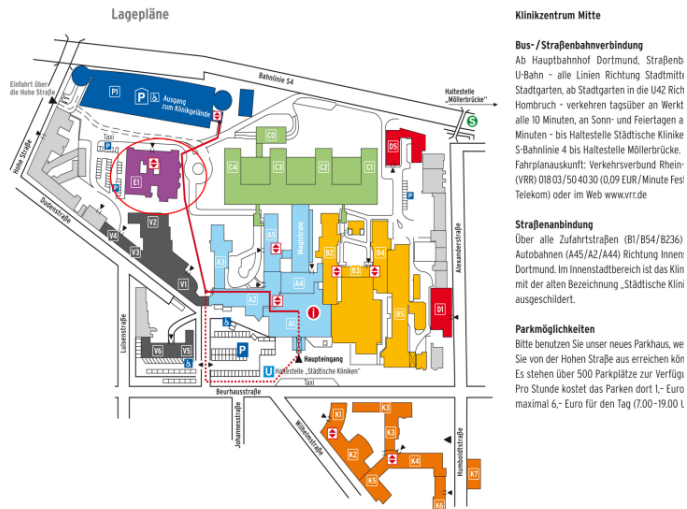 Lagepläne
Bahnlinie S4
Einfahrt über
die Hohe Straße
P1
P
Ausgang
zum Klinikgelände
Haltestelle
„Möllerbrücke"
S
Hohe Straße
Taxi
P
P
E1
C0
C4
C3
C2
C1
D5
Dudenstraße
V2
V4
V3
V1
A3
A5
Magistrale
A4
A2
A1
B2
B3
B4
B5
D1
Alexanderstraße
i
Luisenstraße
V6
V5
P
Haupteingang
U
Haltestelle „Städtische Kliniken"
Taxi
Beurhausstraße
Johannesstraße
Wilhelmstraße
Humboldtstraße
K1
K3
K2
K4
K5
K7
K6
Klinikzentrum Mitte
Bus-/Straßenbahnverbindung
Ab Hauptbahnhof Dortmund, Straßenb
U-Bahn - alle Linien Richtung Stadtmitte
Stadtgarten, ab Stadtgarten in die U42 Rich
Hombruch - verkehren tagsüber an Werkt
alle 10 Minuten, an Sonn- und Feiertagen a
Minuten - bis Haltestelle Städtische Klinike
S-Bahnlinie 4 bis Haltestelle Möllerbrücke.
Fahrplanauskunft: Verkehrsverbund Rhein-
(VRR) 01803/504030 (0,09 EUR/Minute Fest
Telekom) oder im Web www.vrr.de
Straßenanbindung
Über alle Zufahrtstraßen (B1/B54/B236)
Autobahnen (A45/A2/A44) Richtung Innens
Dortmund. Im Innenstadtbereich ist das Klin
mit der alten Bezeichnung „Städtische Klini
ausgeschildert.
Parkmöglichkeiten
Bitte benutzen Sie unser neues Parkhaus, we
Sie von der Hohen Straße aus erreichen kön
Es stehen über 500 Parkplätze zur Verfügu
Pro Stunde kostet das Parken dort 1,- Euro
maximal 6,- Euro für den Tag (7.00-19.00 U